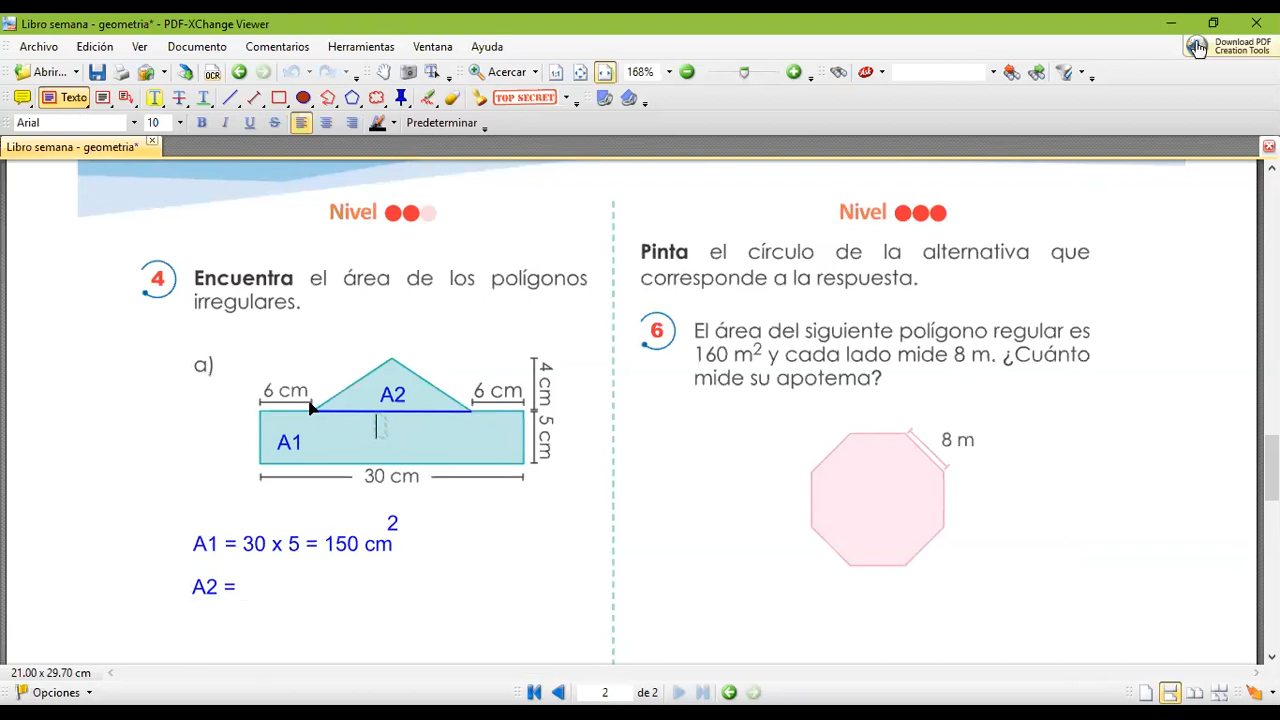 Libro semana - geometria* - PDF-XChange Viewer
Archivo Edición Ver Documento Comentarios Herramientas Ventana Ayuda
Download PDF
Creation Tools
Abrir... OCR Acercar 168%
Texto TOP SECRET
Arial 10 B I U S Predeterminar
Libro semana - geometria*
Nivel
4 Encuentra el área de los polígonos
irregulares.
a)
6 cm
A2
6 cm
4 cm
5 cm
A1
30 cm
2
A1 = 30 x 5 = 150 cm
A2 =
Nivel
Pinta el círculo de la alternativa que
corresponde a la respuesta.
6 El área del siguiente polígono regular es
160 m² y cada lado mide 8 m. ¿Cuánto
mide su apotema?
8 m
21.00 x 29.70 cm
Opciones 2 de 2